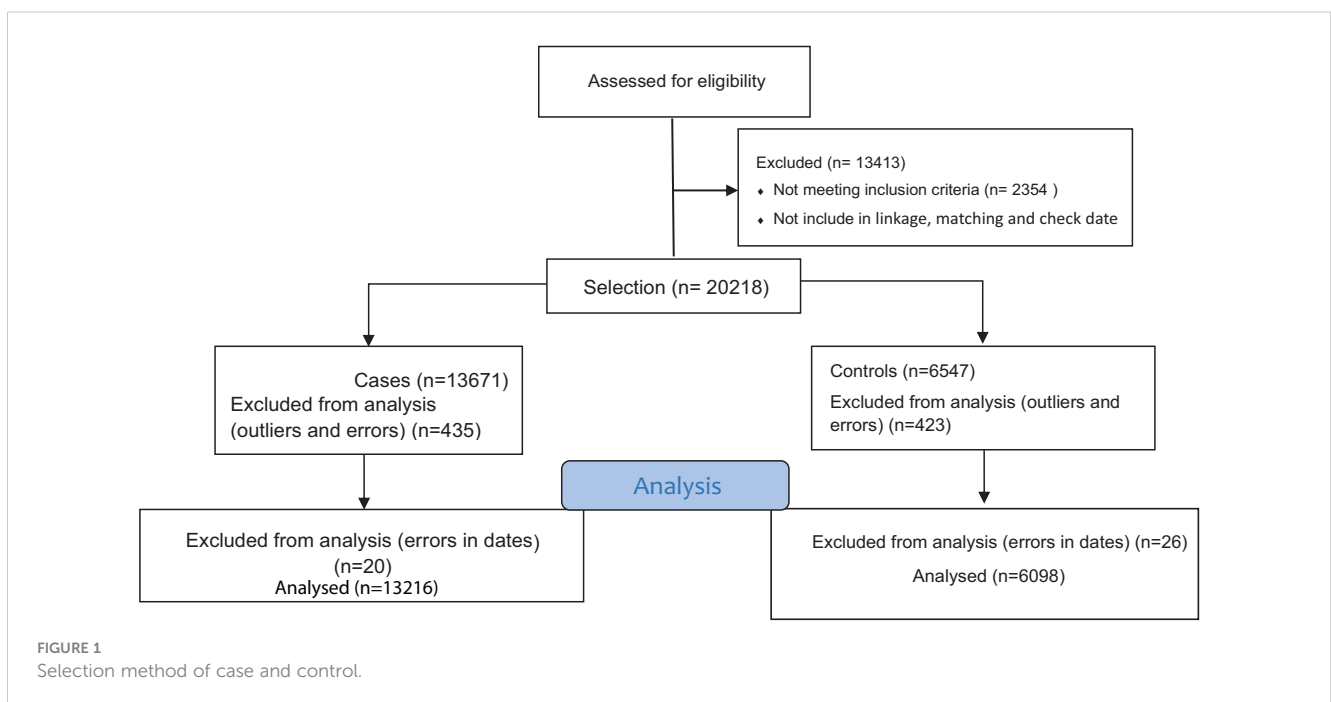 Assessed for eligibility
Excluded (n= 13413)
⬧ Not meeting inclusion criteria (n= 2354 )
⬧ Not include in linkage, matching and check date
Selection (n= 20218)
Cases (n=13671)
Excluded from analysis
(outliers and errors) (n=435)
Controls (n=6547)
Excluded from analysis (outliers and
errors) (n=423)
Analysis
Excluded from analysis (errors in dates)
(n=20)
Analysed (n=13216)
Excluded from analysis (errors in dates) (n=26)
Analysed (n=6098)
FIGURE 1
Selection method of case and control.